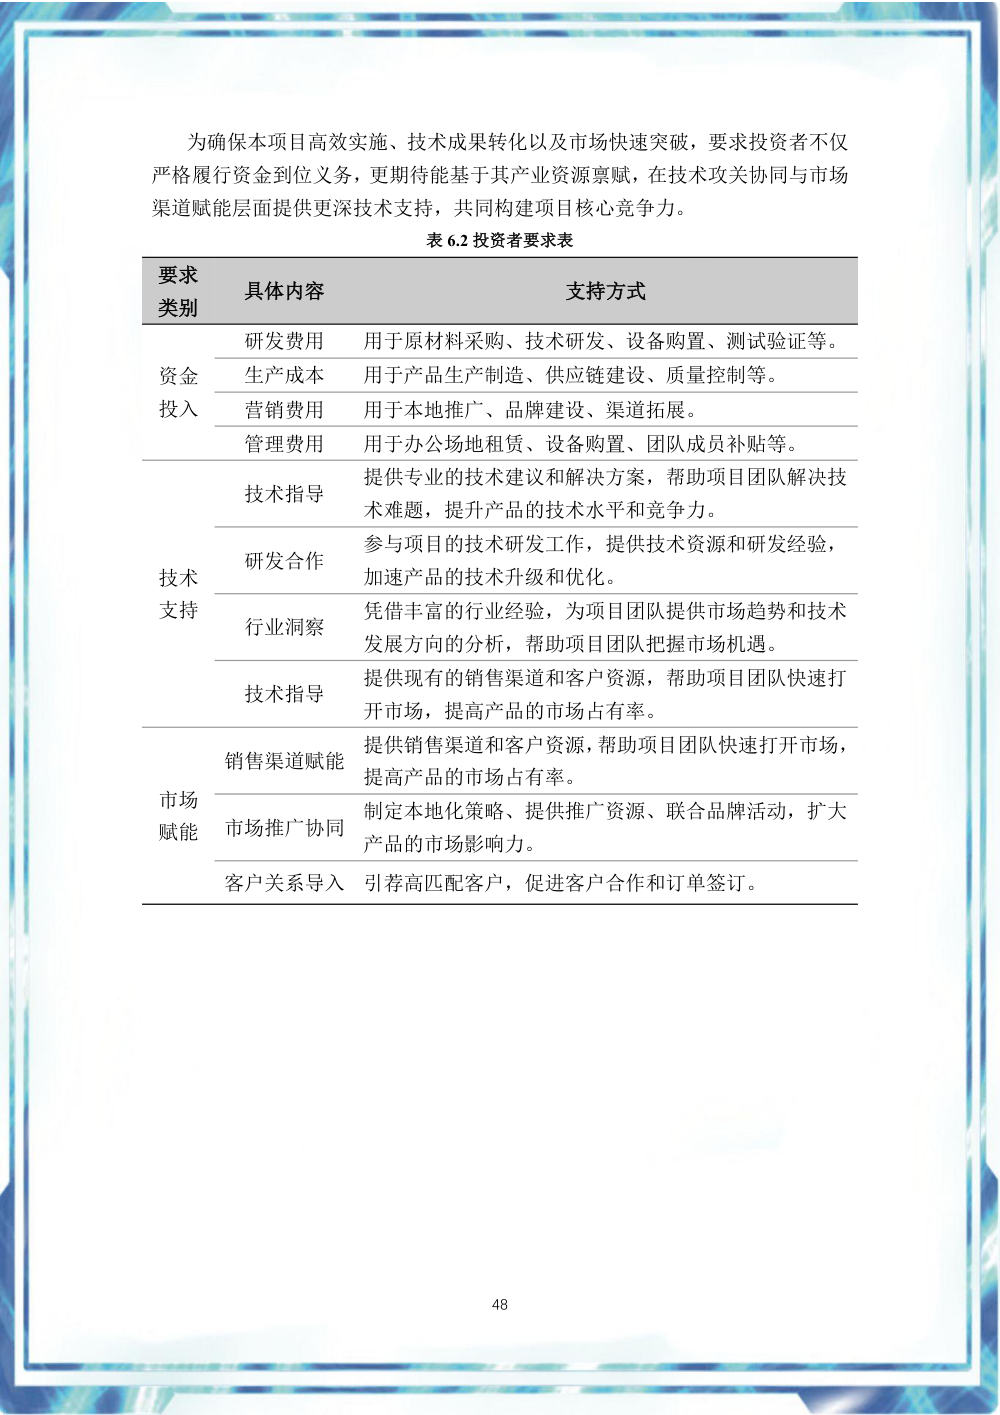 为确保本项目高效实施、技术成果转化以及市场快速突破，要求投资者不仅
严格履行资金到位义务，更期待能基于其产业资源禀赋，在技术攻关协同与市场
渠道赋能层面提供更深技术支持，共同构建项目核心竞争力。
表 6.2 投资者要求表
要求
类别
具体内容
支持方式
资金
投入
研发费用
用于原材料采购、技术研发、设备购置、测试验证等。
生产成本
用于产品生产制造、供应链建设、质量控制等。
营销费用
用于本地推广、品牌建设、渠道拓展。
管理费用
用于办公场地租赁、设备购置、团队成员补贴等。
技术
支持
技术指导
提供专业的技术建议和解决方案，帮助项目团队解决技
术难题，提升产品的技术水平和竞争力。
研发合作
参与项目的技术研发工作，提供技术资源和研发经验，
加速产品的技术升级和优化。
行业洞察
凭借丰富的行业经验，为项目团队提供市场趋势和技术
发展方向的分析，帮助项目团队把握市场机遇。
技术指导
提供现有的销售渠道和客户资源，帮助项目团队快速打
开市场，提高产品的市场占有率。
市场
赋能
销售渠道赋能
提供销售渠道和客户资源，帮助项目团队快速打开市场，
提高产品的市场占有率。
市场推广协同
制定本地化策略、提供推广资源、联合品牌活动，扩大
产品的市场影响力。
客户关系导入
引荐高匹配客户，促进客户合作和订单签订。
48